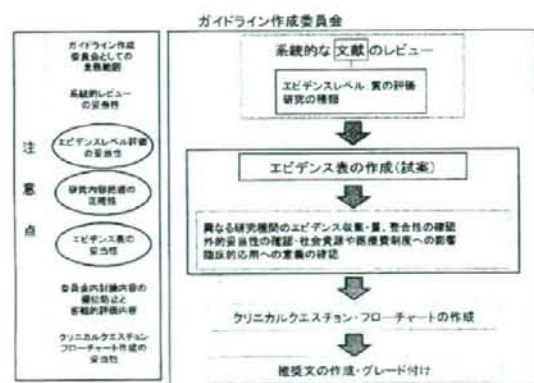 ガイドライン作成委員会
ガイドライン作成
委員会としての
業務範囲
系統的レビュー
の妥当性
エビデンスレベル評価
の妥当性
研究内容把握の
正確性
エビデンス表の
妥当性
委員会内討論内容の
偏位防止と
客観的評価内容
クリニカルクエスチョン
フローチャート作成の
妥当性
注意点
系統的な文献のレビュー
エビデンスレベル・質の評価
研究の種類
エビデンス表の作成(試案)
異なる研究機関のエビデンス収集・量、整合性の確認
外的妥当性の確認・社会資源や医療費制度への影響
臨床的応用への意義の確認
クリニカルクエスチョン・フローチャートの作成
推奨文の作成・グレード付け